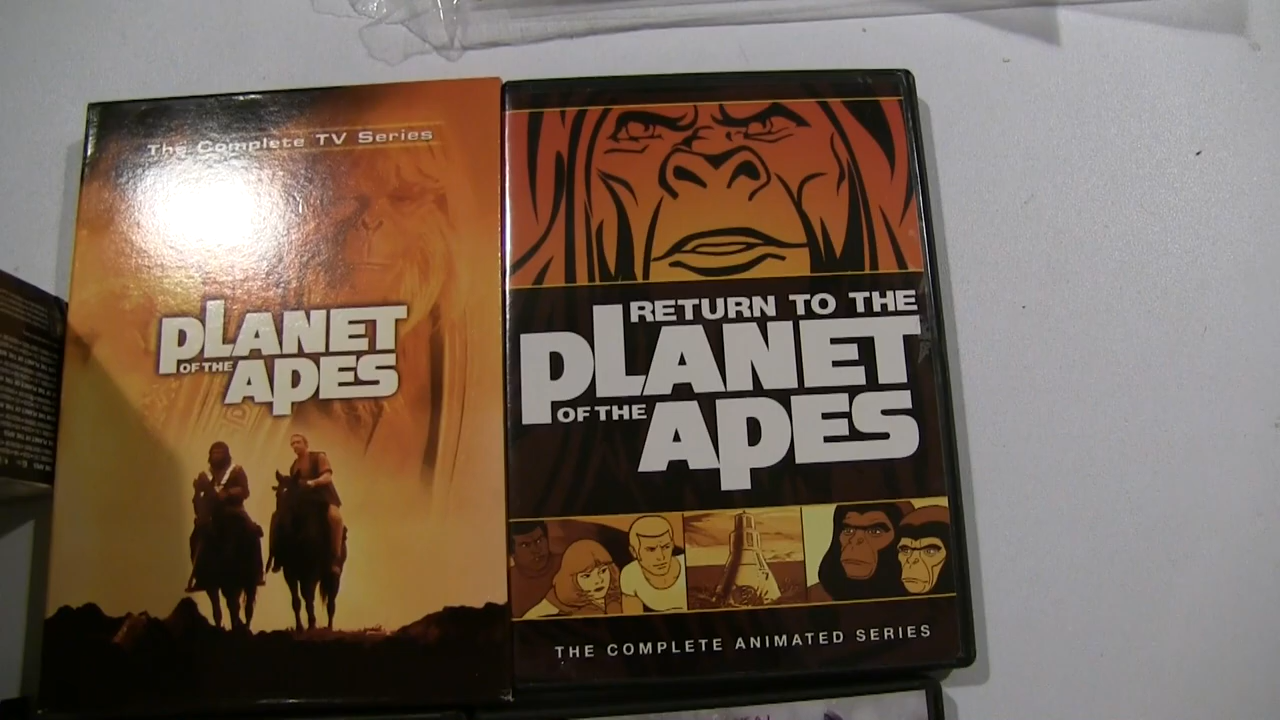 The Complete TV Series
PLANET
OF THE APES
RETURN TO THE
PLANET
OF THE APES
THE COMPLETE ANIMATED SERIES